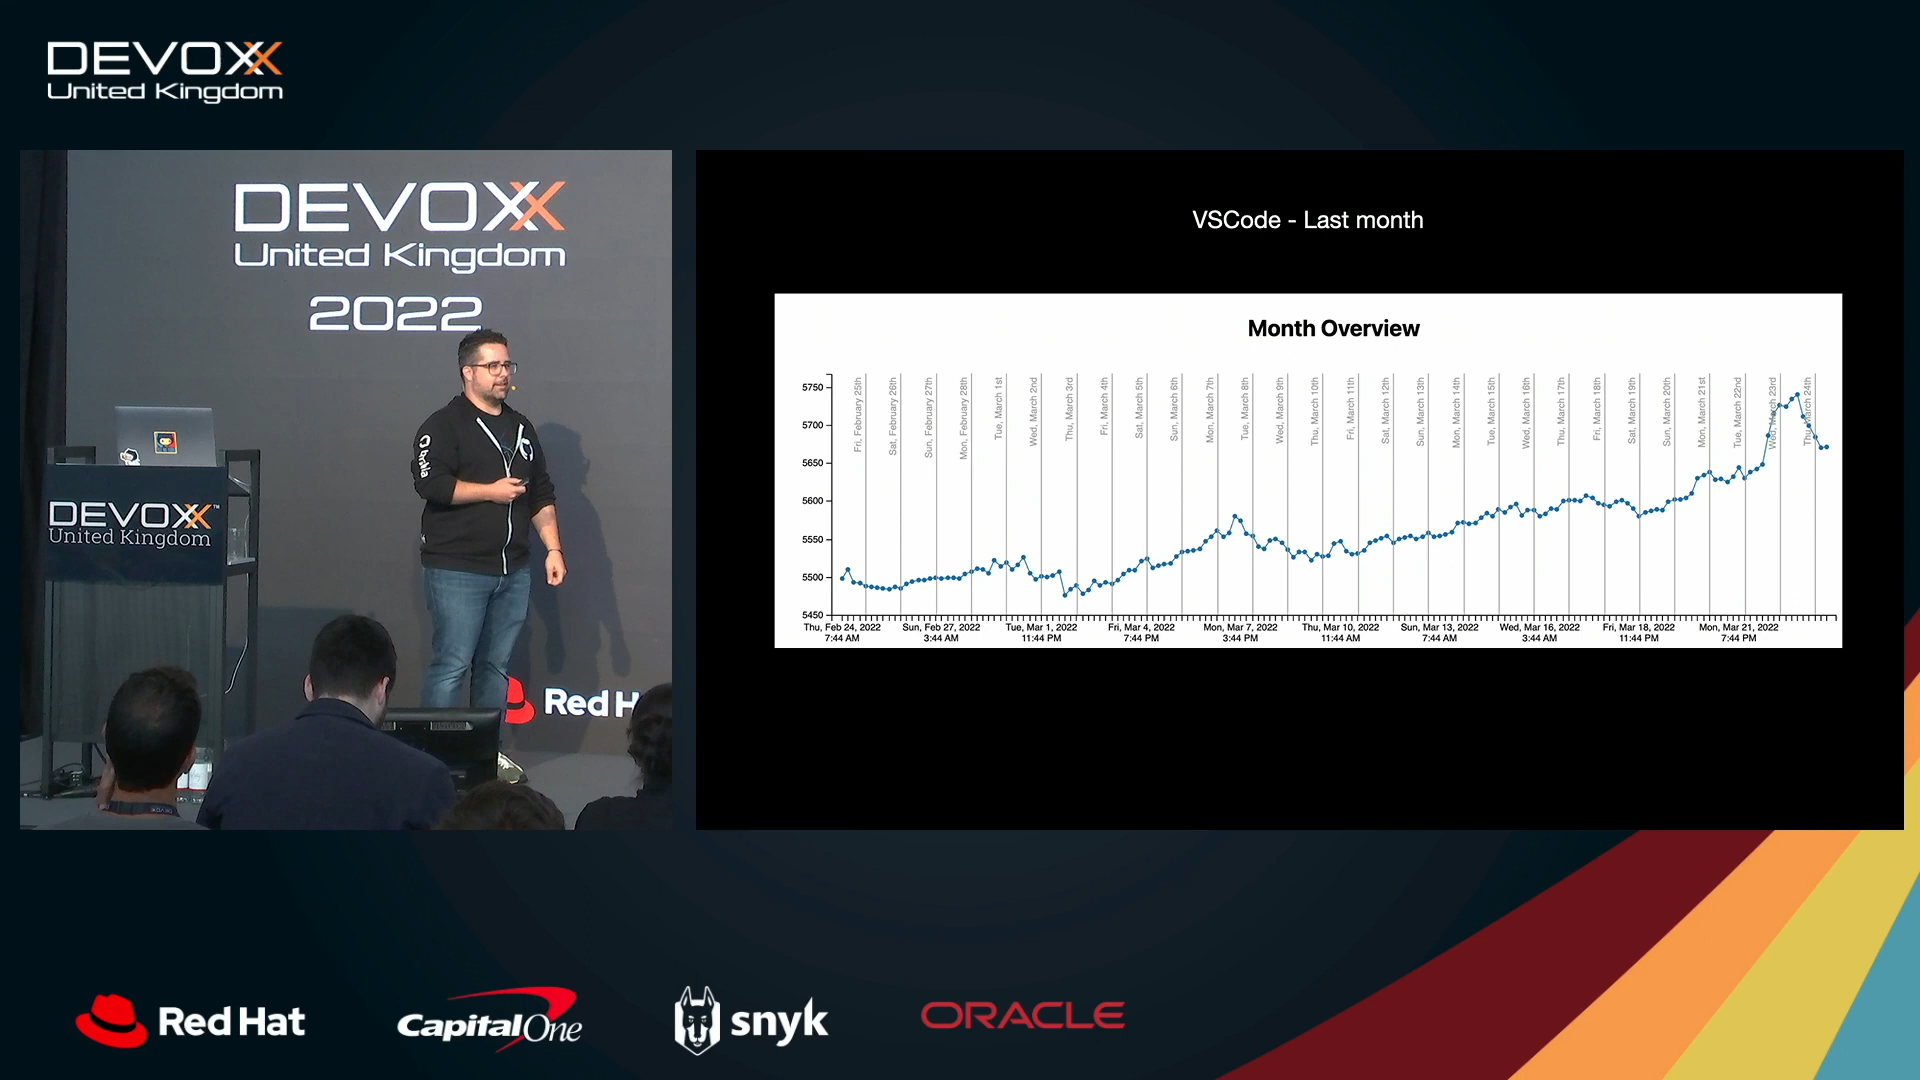 DEVOXX
United Kingdom
DEVOXX
United Kingdom
2022
DEVOXX™
United Kingdom
Red H
VSCode - Last month
Month Overview
5750
5700
5650
5600
5550
5500
5450
Fri, February 25th
Sat, February 26th
Sun, February 27th
Mon, February 28th
Tue, March 1st
Wed, March 2nd
Thu, March 3rd
Fri, March 4th
Sat, March 5th
Sun, March 6th
Mon, March 7th
Tue, March 8th
Wed, March 9th
Thu, March 10th
Fri, March 11th
Sat, March 12th
Sun, March 13th
Mon, March 14th
Tue, March 15th
Wed, March 16th
Thu, March 17th
Fri, March 18th
Sat, March 19th
Sun, March 20th
Mon, March 21st
Tue, March 22nd
Wed, March 23rd
Thu, March 24th
Thu, Feb 24, 2022
7:44 AM
Sun, Feb 27, 2022
3:44 AM
Tue, Mar 1, 2022
11:44 PM
Fri, Mar 4, 2022
7:44 PM
Mon, Mar 7, 2022
3:44 PM
Thu, Mar 10, 2022
11:44 AM
Sun, Mar 13, 2022
7:44 AM
Wed, Mar 16, 2022
3:44 AM
Fri, Mar 18, 2022
11:44 PM
Mon, Mar 21, 2022
7:44 PM
Red Hat
Capital One
snyk
ORACLE